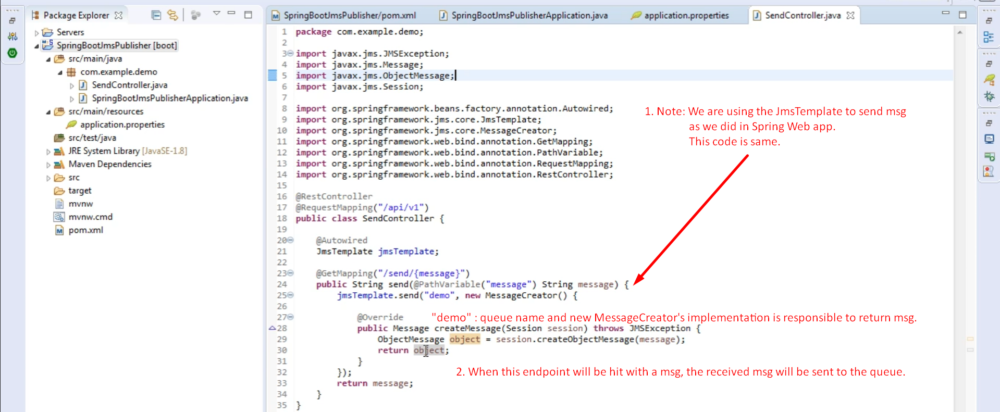 Package Explorer
Servers
SpringBootJmsPublisher [boot]
src/main/java
com.example.demo
SendController.java
SpringBootJmsPublisherApplication.java
src/main/resources
application.properties
src/test/java
JRE System Library [JavaSE-1.8]
Maven Dependencies
src
target
mvnw
mvnw.cmd
pom.xml
SpringBootJmsPublisher/pom.xml SpringBootJmsPublisherApplication.java application.properties SendController.java
1 package com.example.demo;
2
3 import javax.jms.JMSException;
4 import javax.jms.Message;
5 import javax.jms.ObjectMessage;
6 import javax.jms.Session;
7
8 import org.springframework.beans.factory.annotation.Autowired;
9 import org.springframework.jms.core.JmsTemplate;
10 import org.springframework.jms.core.MessageCreator;
11 import org.springframework.web.bind.annotation.GetMapping;
12 import org.springframework.web.bind.annotation.PathVariable;
13 import org.springframework.web.bind.annotation.RequestMapping;
14 import org.springframework.web.bind.annotation.RestController;
15
16 @RestController
17 @RequestMapping("/api/v1")
18 public class SendController {
19
20 @Autowired
21 JmsTemplate jmsTemplate;
22
23 @GetMapping("/send/{message}")
24 public String send(@PathVariable("message") String message) {
25 jmsTemplate.send("demo", new MessageCreator() {
26
27 @Override
28 public Message createMessage(Session session) throws JMSException {
29 ObjectMessage object = session.createObjectMessage(message);
30 return object;
31 }
32 });
33 return message;
34 }
35 }
1. Note: We are using the JmsTemplate to send msg
as we did in Spring Web app.
This code is same.
"demo" : queue name and new MessageCreator's implementation is responsible to return msg.
2. When this endpoint will be hit with a msg, the received msg will be sent to the queue.